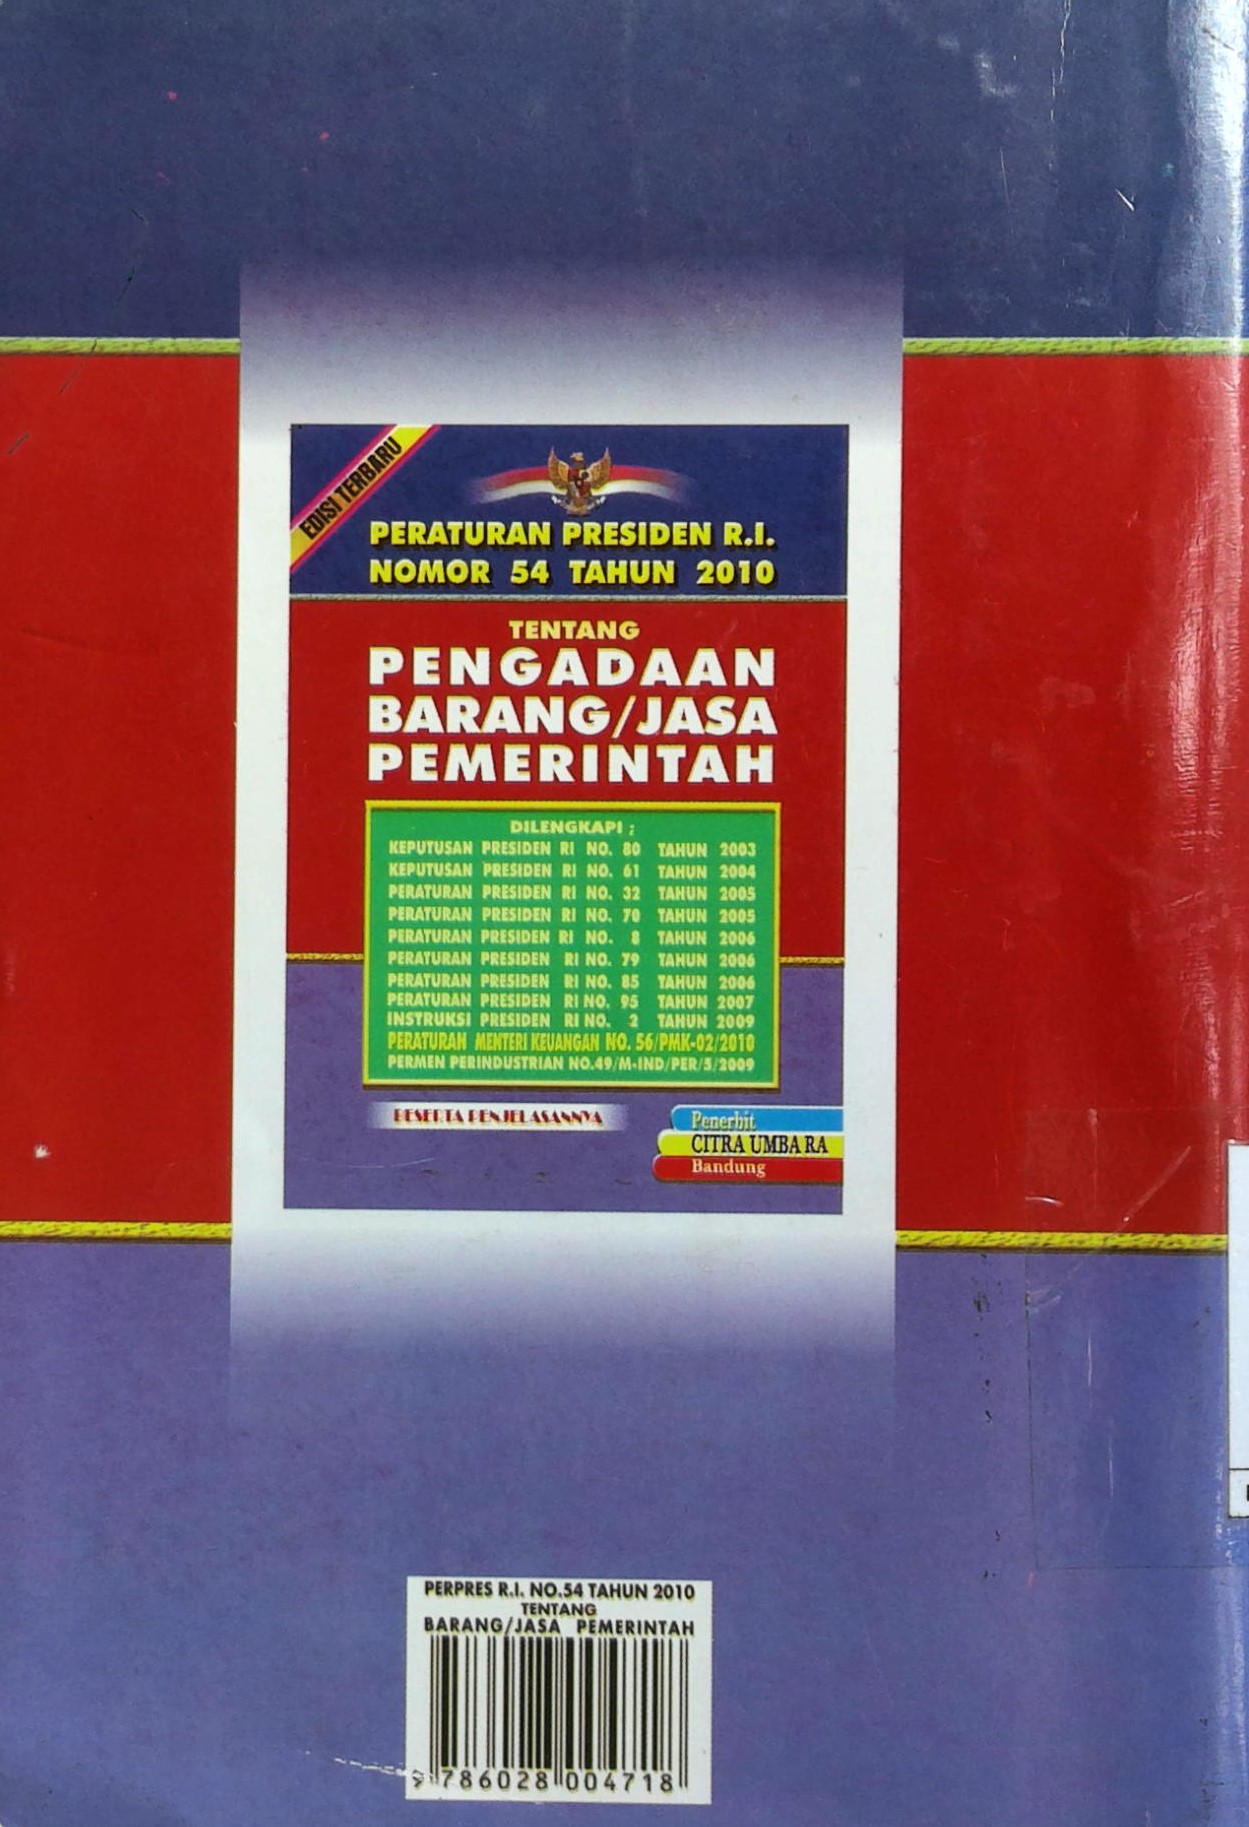 EDISI TERBARU
PERATURAN PRESIDEN R.I.
NOMOR 54 TAHUN 2010
TENTANG
PENGADAAN
BARANG/JASA
PEMERINTAH
DILENGKAPI :
KEPUTUSAN PRESIDEN RI NO. 80 TAHUN 2003
KEPUTUSAN PRESIDEN RI NO. 61 TAHUN 2004
PERATURAN PRESIDEN RI NO. 32 TAHUN 2005
PERATURAN PRESIDEN RI NO. 70 TAHUN 2005
PERATURAN PRESIDEN RI NO. 8 TAHUN 2006
PERATURAN PRESIDEN RI NO. 79 TAHUN 2006
PERATURAN PRESIDEN RI NO. 85 TAHUN 2006
PERATURAN PRESIDEN RI NO. 95 TAHUN 2007
INSTRUKSI PRESIDEN RI NO. 2 TAHUN 2009
PERATURAN MENTERI KEUANGAN NO. 56/PMK-02/2010
PERMEN PERINDUSTRIAN NO.49/M-IND/PER/5/2009
BESERTA PENJELASANNYA
Penerbit
CITRA UMBARA
Bandung
PERPRES R.I. NO.54 TAHUN 2010
TENTANG
BARANG/JASA PEMERINTAH
9 786028 004718